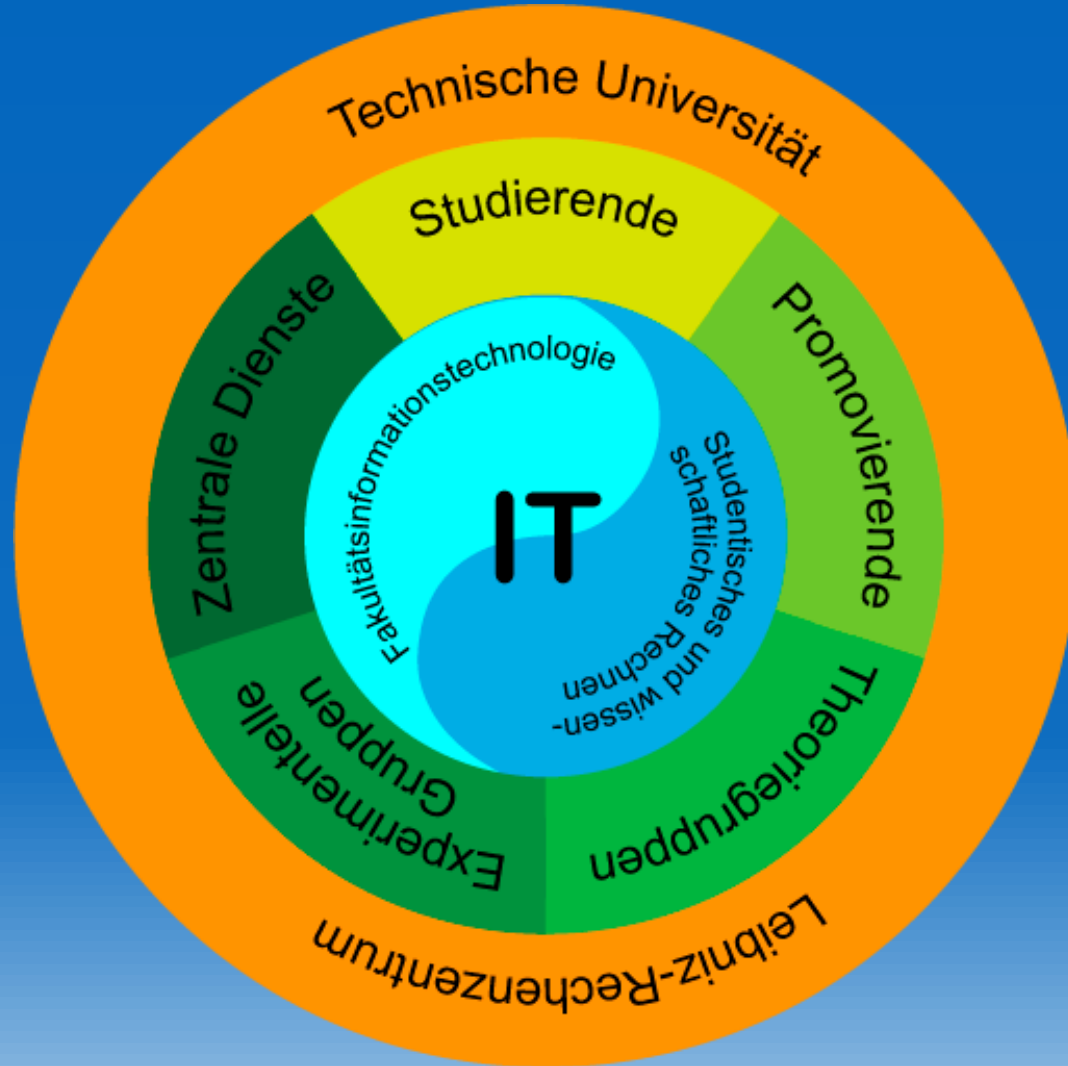 Technische Universität
Studierende
Promovierende
Theoriegruppen
Experimentelle
Gruppen
Zentrale Dienste
Fakultätsinformationstechnologie
IT
Studentisches und wissen-
schaftliches Rechnen
Leibniz-Rechenzentrum